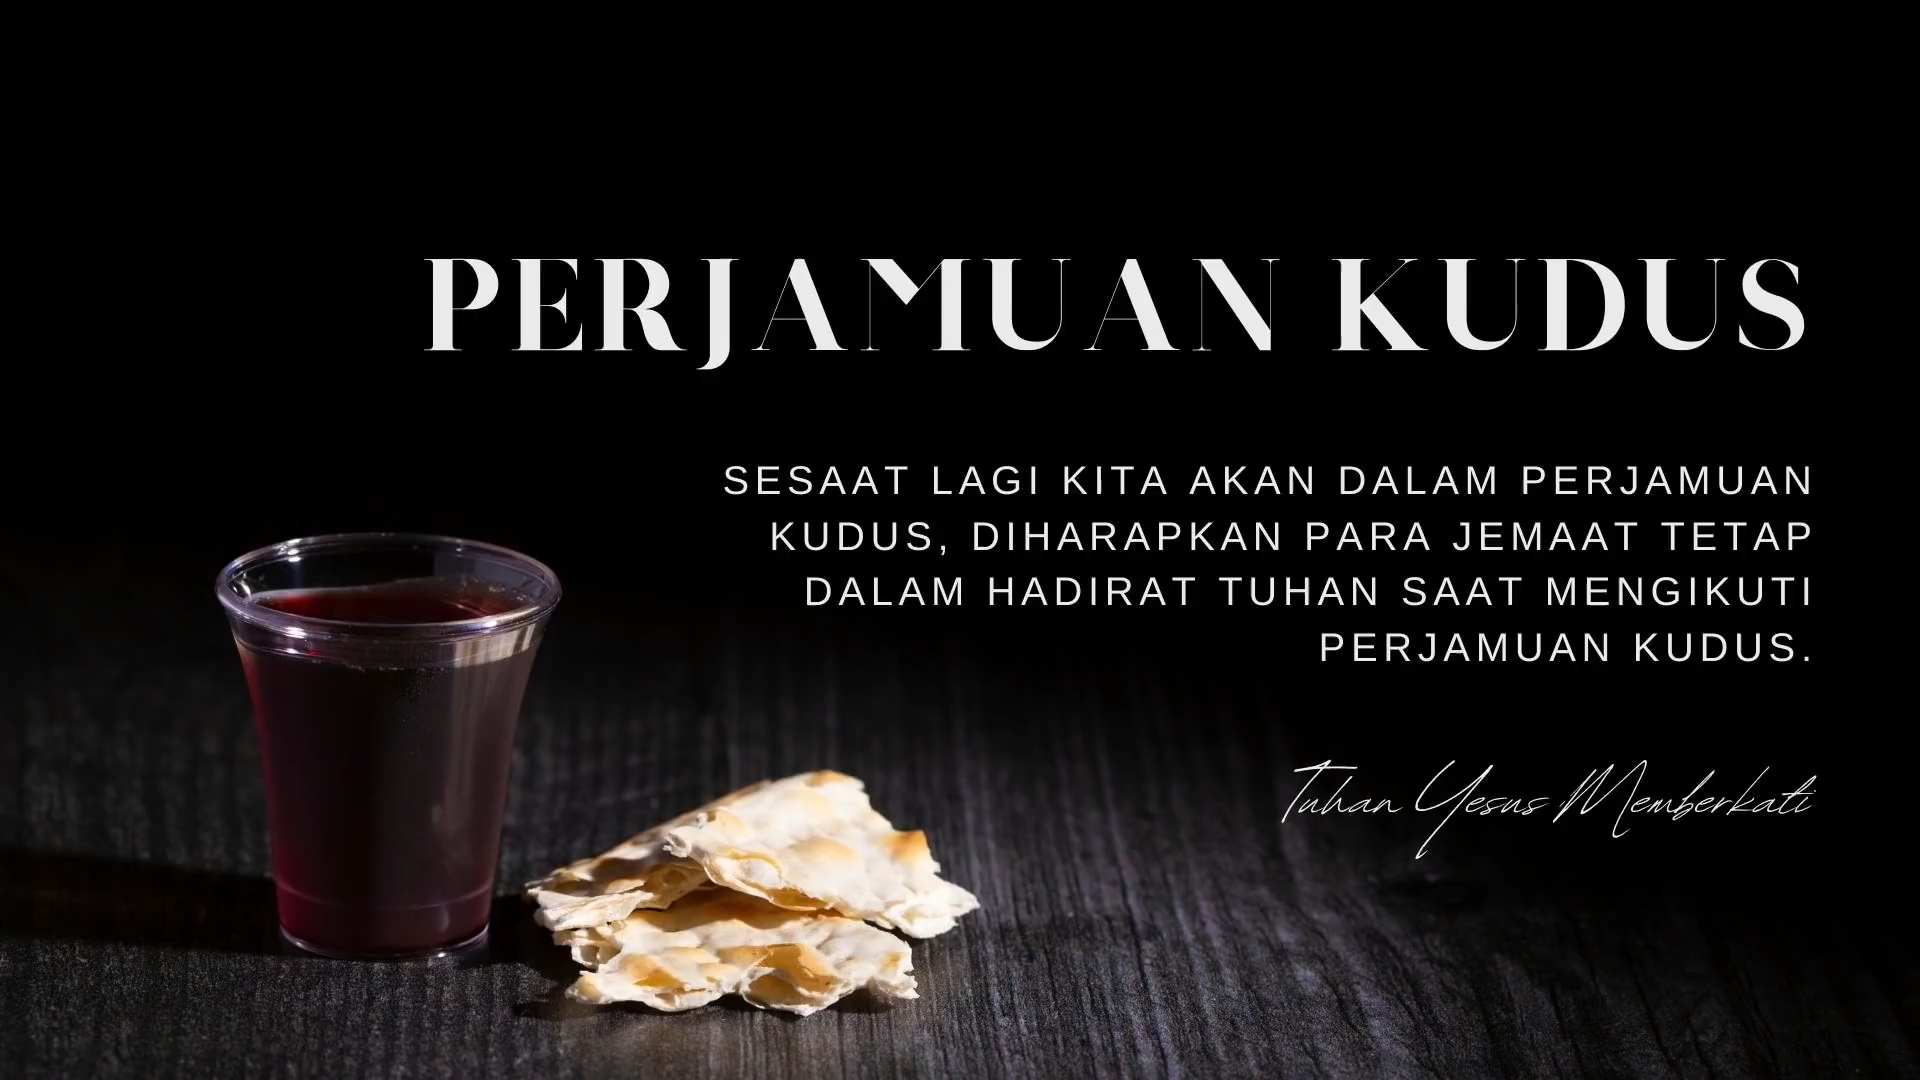 PERJAMUAN KUDUS
SESAAT LAGI KITA AKAN DALAM PERJAMUAN
KUDUS, DIHARAPKAN PARA JEMAAT TETAP
DALAM HADIRAT TUHAN SAAT MENGIKUTI
PERJAMUAN KUDUS.
Tuhan Yesus Memberkati